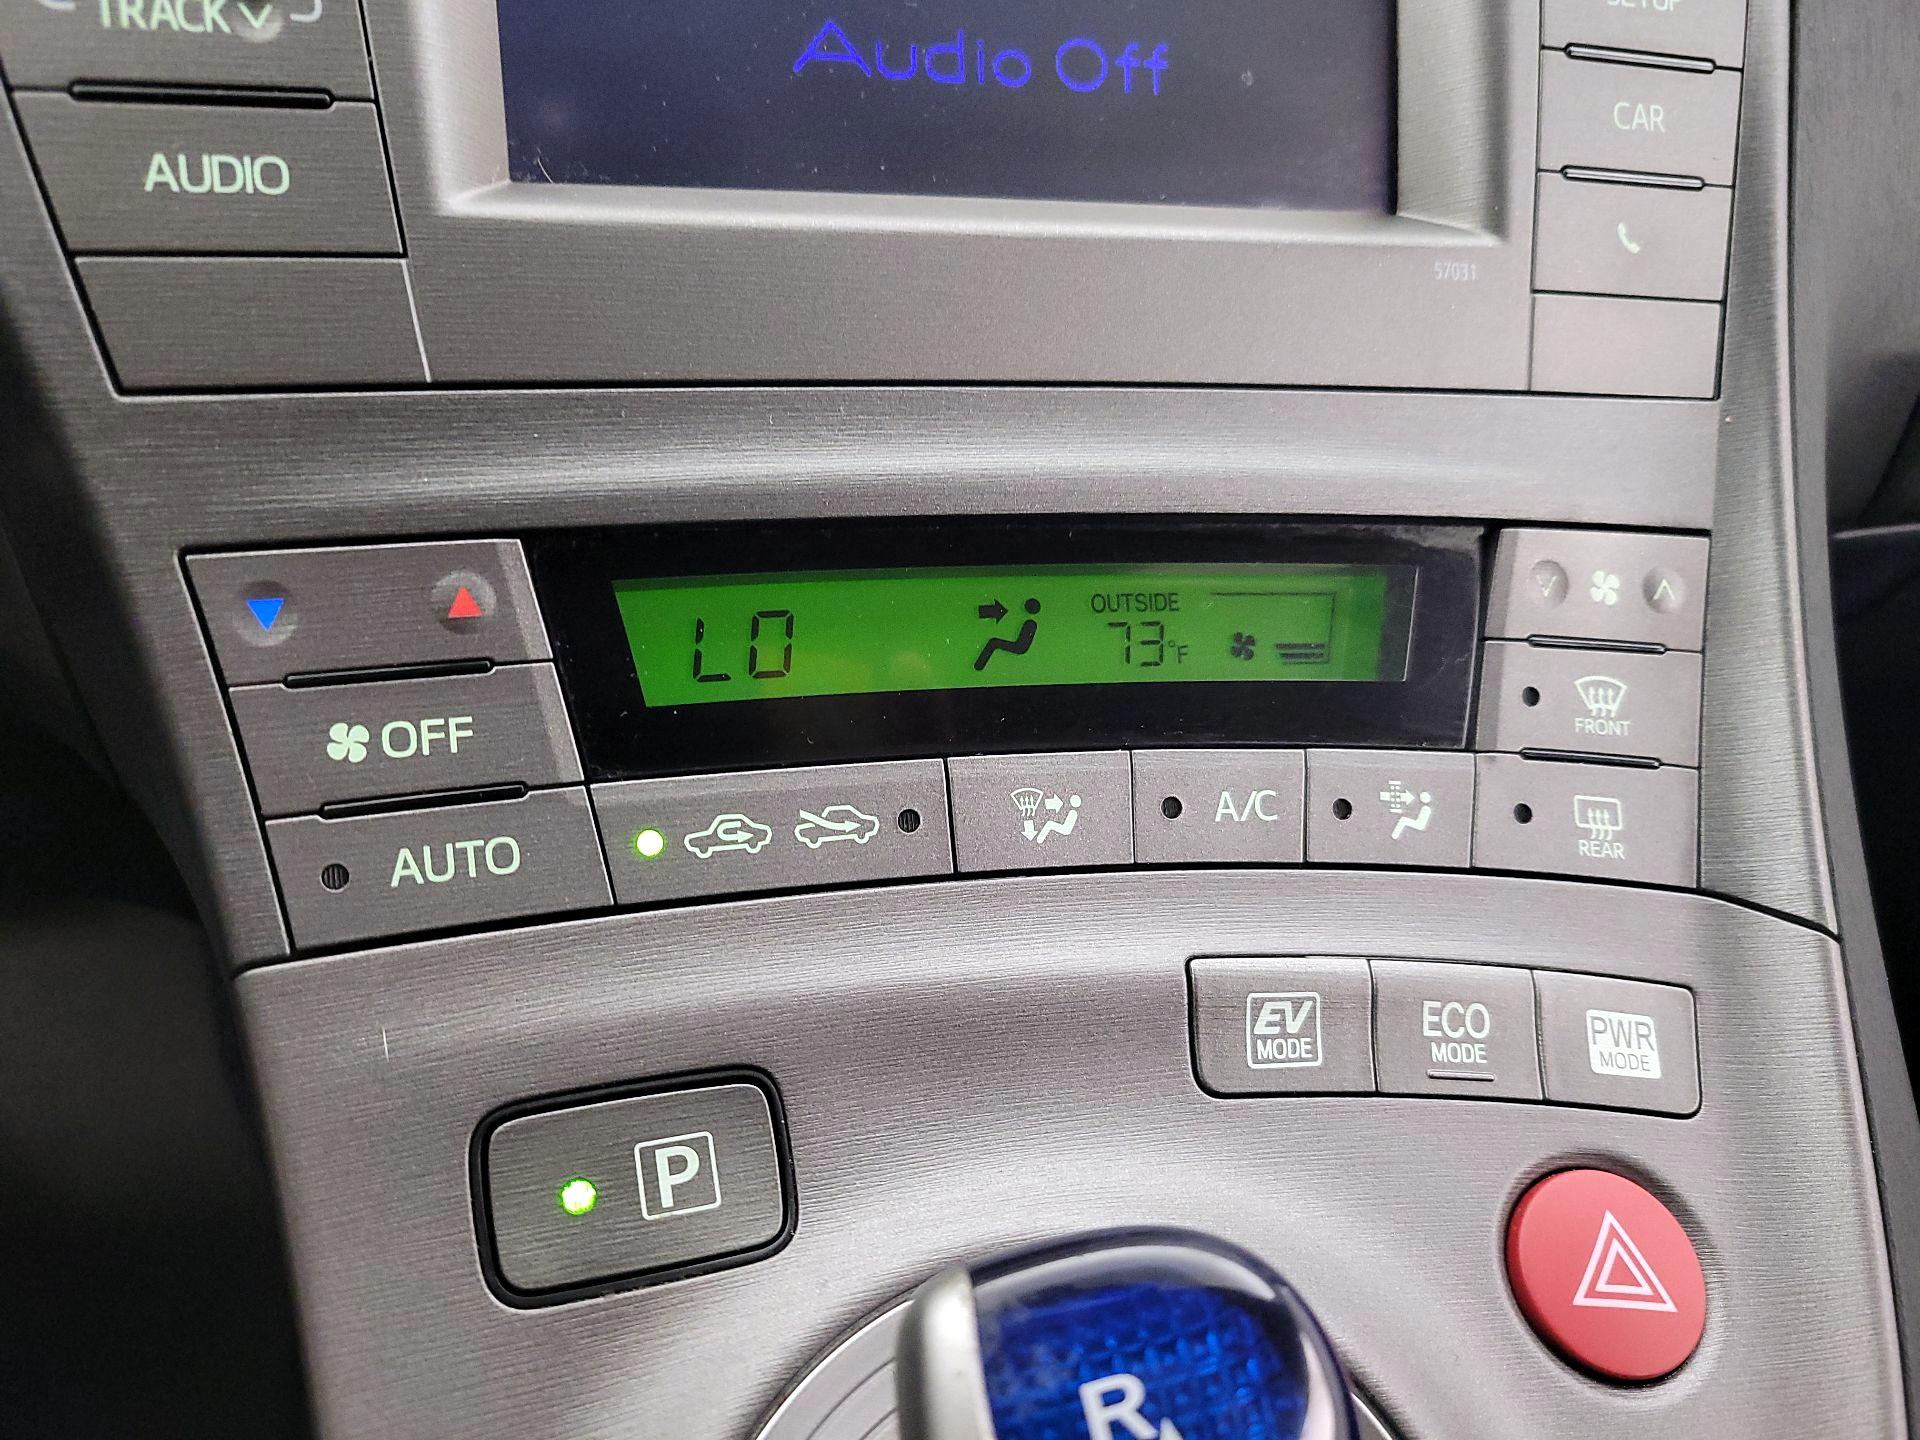 TRACK
Audio Off
SETUP
CAR
AUDIO
57031
LO
OUTSIDE
73°F
OFF
FRONT
AUTO
A/C
REAR
EV
MODE
ECO
MODE
PWR
MODE
P
R